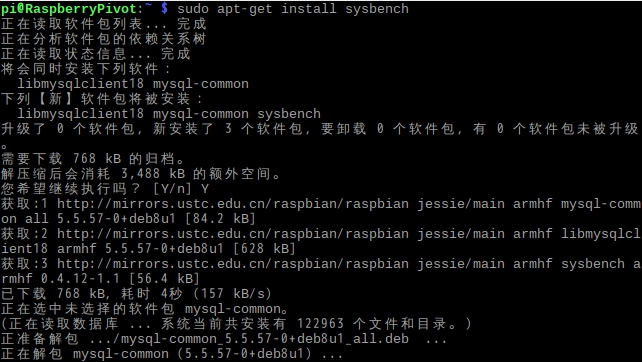 pi@RaspberryPivot:~ $ sudo apt-get install sysbench
正在读取软件包列表... 完成
正在分析软件包的依赖关系树
正在读取状态信息... 完成
将会同时安装下列软件：
  libmysqlclient18 mysql-common
下列【新】软件包将被安装：
  libmysqlclient18 mysql-common sysbench
升级了 0 个软件包, 新安装了 3 个软件包, 要卸载 0 个软件包, 有 0 个软件包未被升级
。
需要下载 768 kB 的归档。
解压缩后会消耗 3,488 kB 的额外空间。
您希望继续执行吗？ [Y/n] Y
获取:1 http://mirrors.ustc.edu.cn/raspbian/raspbian jessie/main armhf mysql-comm
on all 5.5.57-0+deb8u1 [84.2 kB]
获取:2 http://mirrors.ustc.edu.cn/raspbian/raspbian jessie/main armhf libmysqlcl
ient18 armhf 5.5.57-0+deb8u1 [628 kB]
获取:3 http://mirrors.ustc.edu.cn/raspbian/raspbian jessie/main armhf sysbench a
rmhf 0.4.12-1.1 [56.4 kB]
已下载 768 kB, 耗时 4秒 (157 kB/s)
正在选中未选择的软件包 mysql-common。
(正在读取数据库 ... 系统当前共安装有 122963 个文件和目录。)
正准备解包 .../mysql-common_5.5.57-0+deb8u1_all.deb  ...
正在解包 mysql-common (5.5.57-0+deb8u1) ...